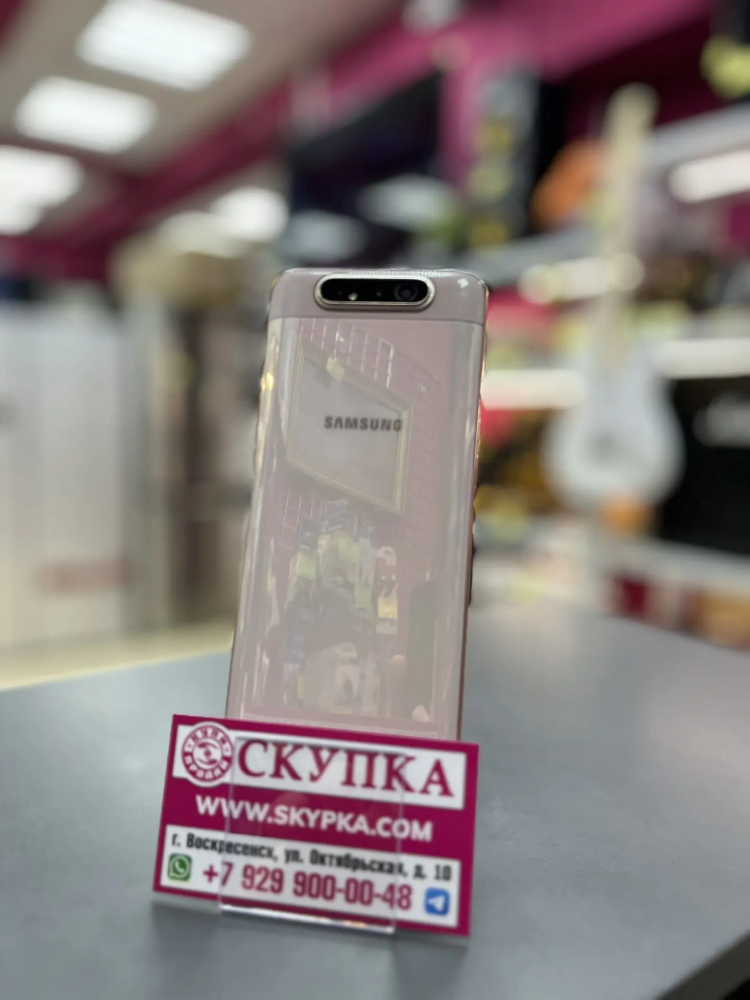 SAMSUNG
СКУПКА
WWW.SKYPKA.COM
г. Воскресенск, ул. Октябрьская, д. 10
+7 929 900-00-48